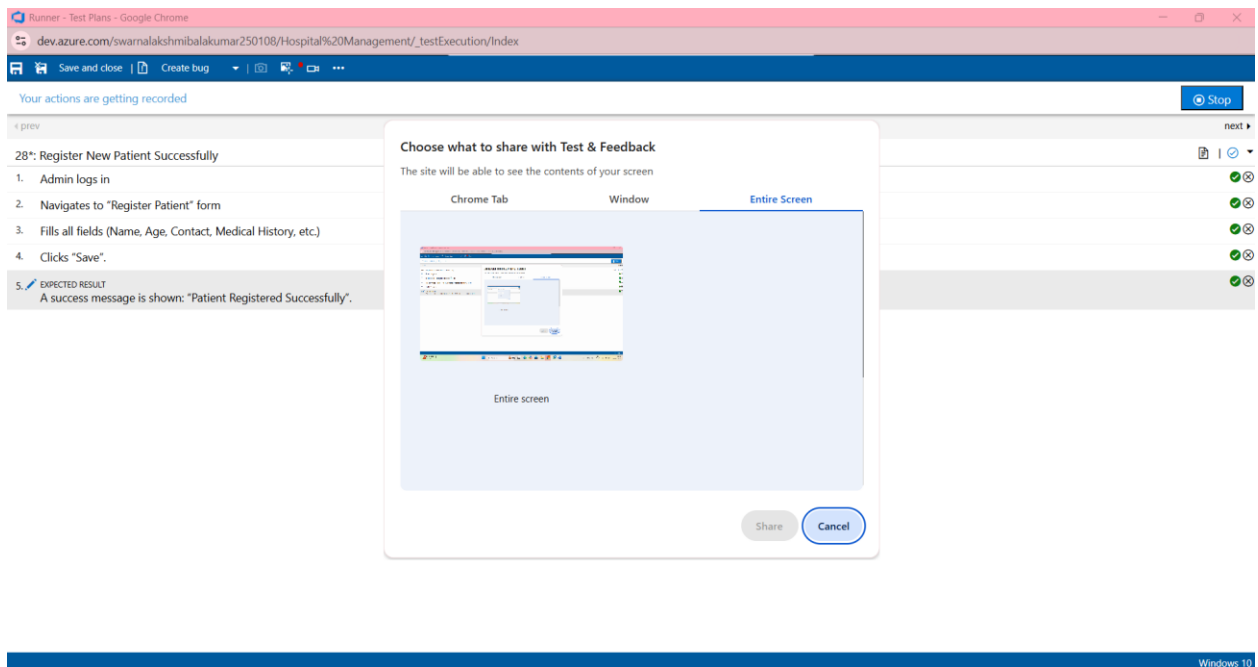 Runner - Test Plans - Google Chrome
dev.azure.com/swarnalakshmibalakumar250108/Hospital%20Management/_testExecution/Index
Save and close | Create bug
Your actions are getting recorded
Stop
prev
next
28*: Register New Patient Successfully
1. Admin logs in
2. Navigates to “Register Patient” form
3. Fills all fields (Name, Age, Contact, Medical History, etc.)
4. Clicks “Save”.
5. EXPECTED RESULT
A success message is shown: “Patient Registered Successfully”.
Choose what to share with Test & Feedback
The site will be able to see the contents of your screen
Chrome Tab Window Entire Screen
Entire screen
Share Cancel
Windows 10